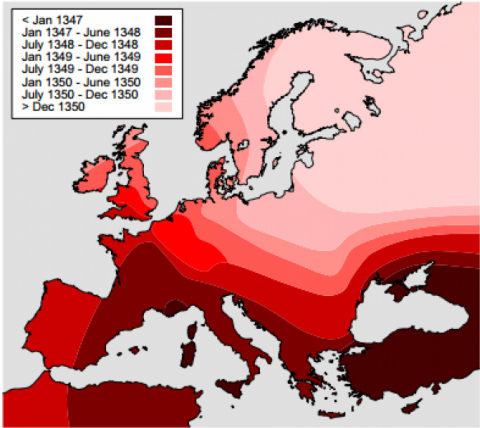 < Jan 1347
Jan 1347 - June 1348
July 1348 - Dec 1348
Jan 1349 - June 1349
July 1349 - Dec 1349
Jan 1350 - June 1350
July 1350 - Dec 1350
> Dec 1350